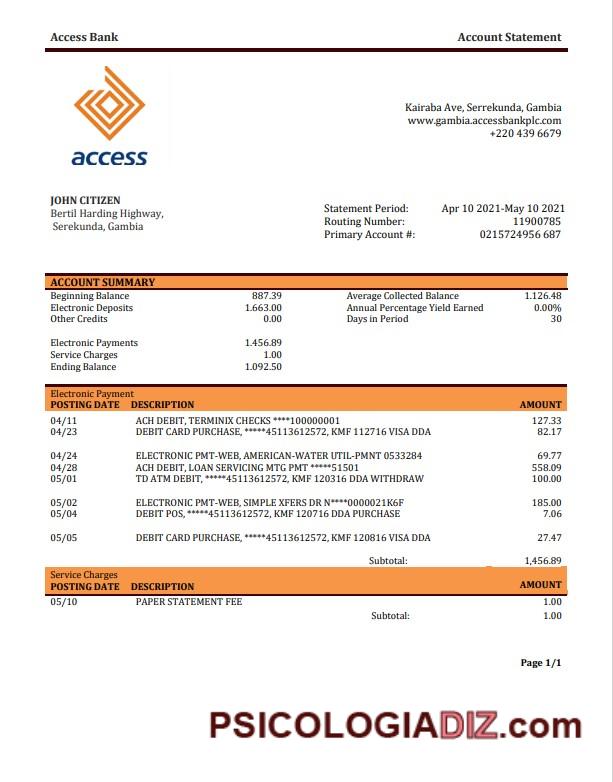 Access Bank Account Statement
access
Kairaba Ave, Serrekunda, Gambia
www.gambia.accessbankplc.com
+220 439 6679
JOHN CITIZEN
Bertil Harding Highway,
Serekunda, Gambia
Statement Period: Apr 10 2021-May 10 2021
Routing Number: 11900785
Primary Account #: 0215724956 687
ACCOUNT SUMMARY
Beginning Balance 887.39 Average Collected Balance 1.126.48
Electronic Deposits 1.663.00 Annual Percentage Yield Earned 0.00%
Other Credits 0.00 Days in Period 30
Electronic Payments 1.456.89
Service Charges 1.00
Ending Balance 1.092.50
Electronic Payment
POSTING DATE DESCRIPTION AMOUNT
04/11 ACH DEBIT, TERMINIX CHECKS ****100000001 127.33
04/23 DEBIT CARD PURCHASE, *****45113612572, KMF 112716 VISA DDA 82.17
04/24 ELECTRONIC PMT-WEB, AMERICAN-WATER UTIL-PMNT 0533284 69.77
04/28 ACH DEBIT, LOAN SERVICING MTG PMT *****51501 558.09
05/01 TD ATM DEBIT, *****45113612572, KMF 120316 DDA WITHDRAW 100.00
05/02 ELECTRONIC PMT-WEB, SIMPLE XFERS DR N****0000021K6F 185.00
05/04 DEBIT POS, *****45113612572, KMF 120716 DDA PURCHASE 7.06
05/05 DEBIT CARD PURCHASE, *****45113612572, KMF 120816 VISA DDA 27.47
Subtotal: 1,456.89
Service Charges
POSTING DATE DESCRIPTION AMOUNT
05/10 PAPER STATEMENT FEE 1.00
Subtotal: 1.00
Page 1/1
PSICOLOGIADIZ.com